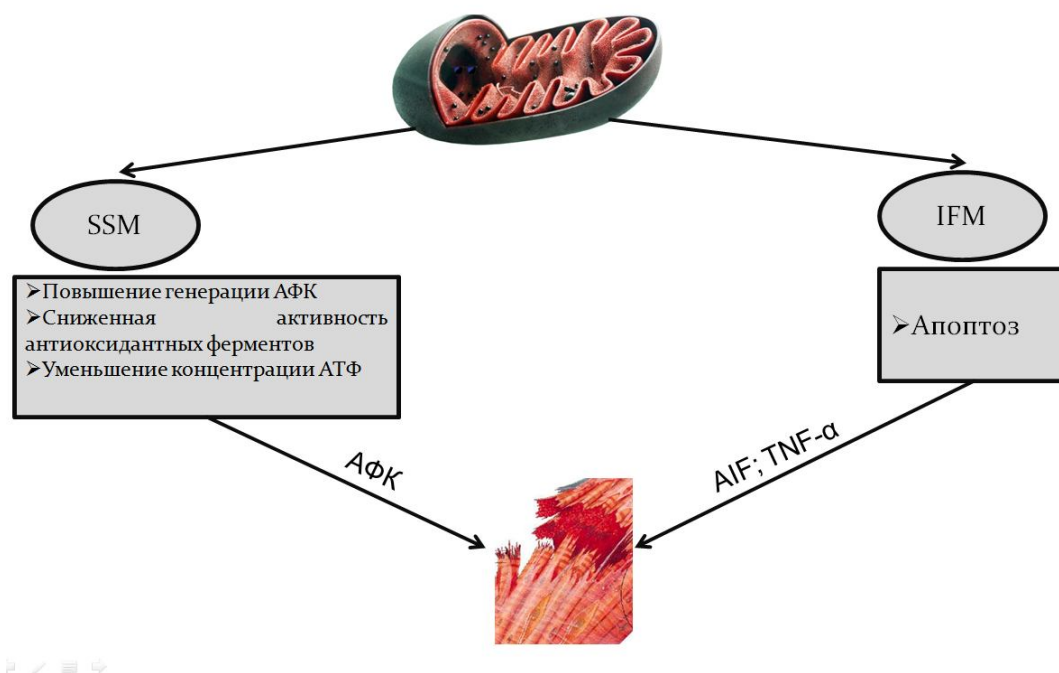 SSM
IFM
➢Повышение генерации АФК
➢Сниженная активность
антиоксидантных ферментов
➢Уменьшение концентрации АТФ
➢Апоптоз
АФК
AIF; TNF-α